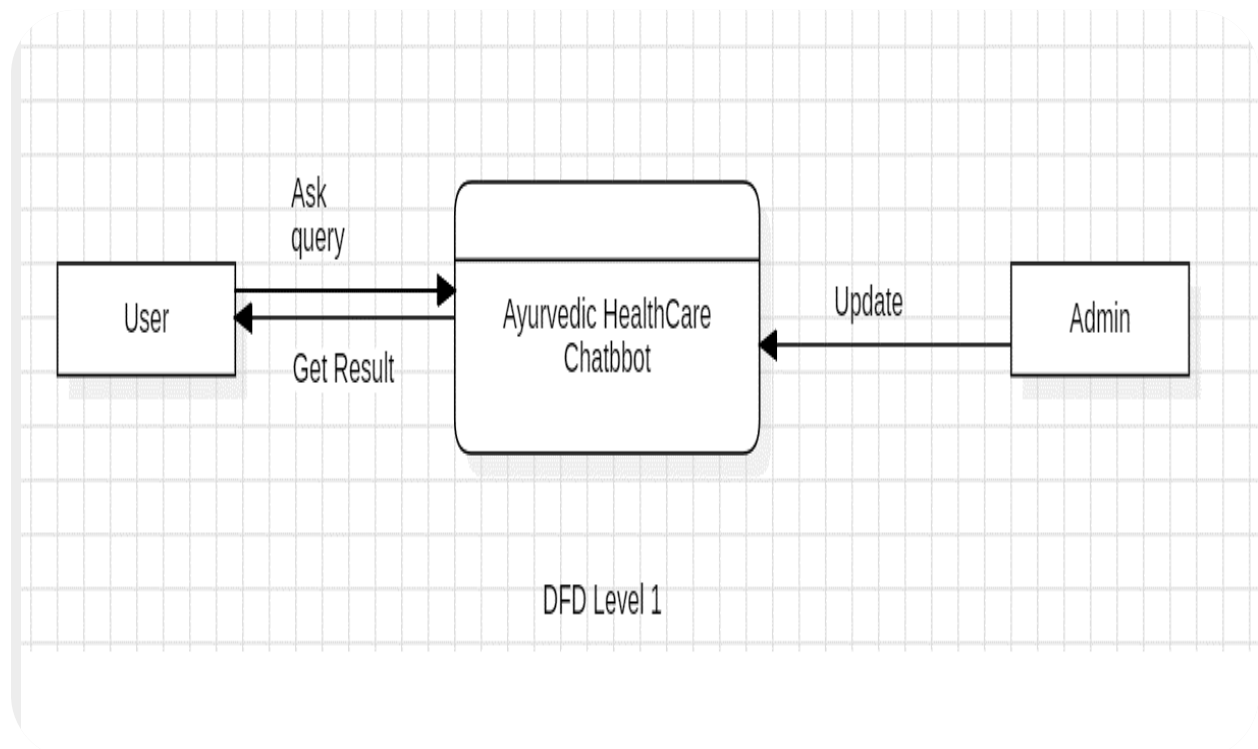 Ask
query
User
Get Result
Ayurvedic HealthCare
Chatbbot
Update
Admin
DFD Level 1